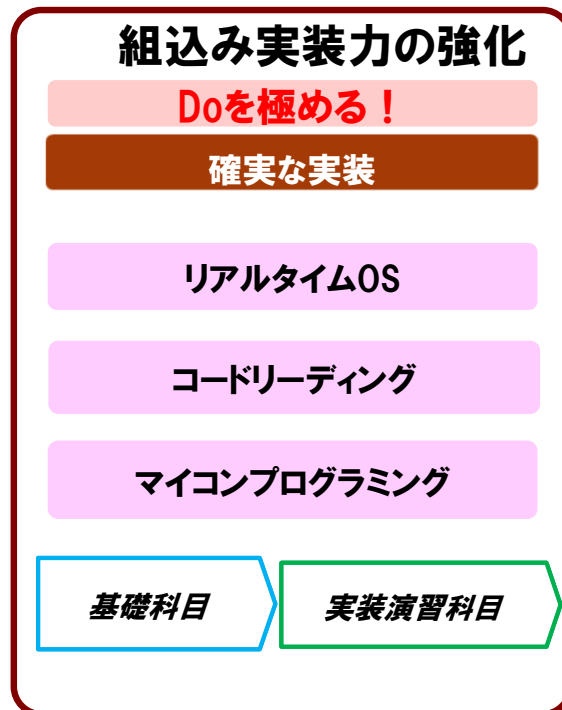 組込み実装力の強化
Doを極める！
確実な実装
リアルタイムOS
コードリーディング
マイコンプログラミング
基礎科目
実装演習科目